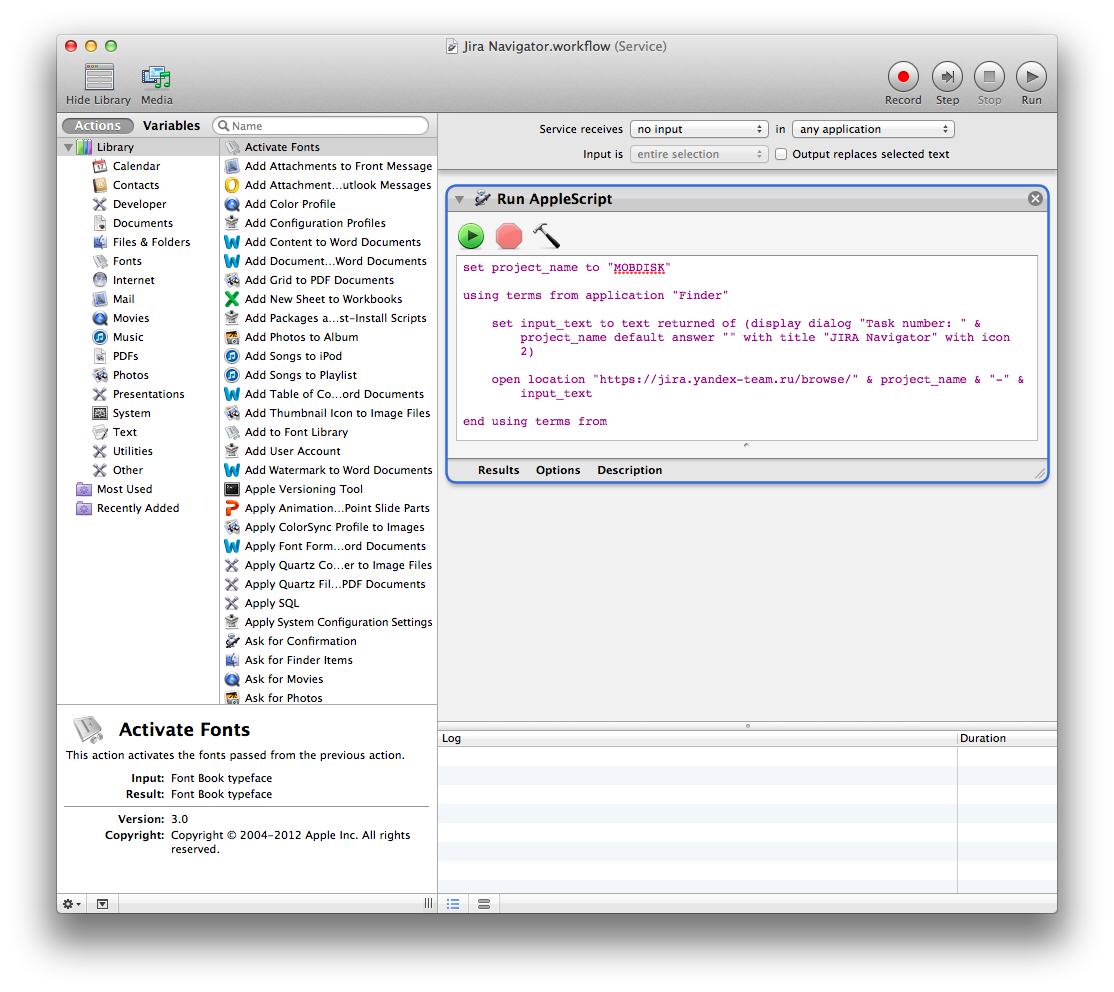 Jira Navigator.workflow (Service)
Hide Library
Media
Record
Step
Stop
Run
Actions
Variables
Name
Service receives
no input
in
any application
Input is
entire selection
Output replaces selected text
Library
Calendar
Contacts
Developer
Documents
Files & Folders
Fonts
Internet
Mail
Movies
Music
PDFs
Photos
Presentations
System
Text
Utilities
Other
Most Used
Recently Added
Activate Fonts
Add Attachments to Front Message
Add Attachment...utlook Messages
Add Color Profile
Add Configuration Profiles
Add Content to Word Documents
Add Document...Word Documents
Add Grid to PDF Documents
Add New Sheet to Workbooks
Add Packages a...st-Install Scripts
Add Photos to Album
Add Songs to iPod
Add Songs to Playlist
Add Table of Co...ord Documents
Add Thumbnail Icon to Image Files
Add to Font Library
Add User Account
Add Watermark to Word Documents
Apple Versioning Tool
Apply Animation...Point Slide Parts
Apply ColorSync Profile to Images
Apply Font Form...ord Documents
Apply Quartz Co...er to Image Files
Apply Quartz Fil...PDF Documents
Apply SQL
Apply System Configuration Settings
Ask for Confirmation
Ask for Finder Items
Ask for Movies
Ask for Photos
Run AppleScript
set project_name to "MOBDISK"
using terms from application "Finder"
set input_text to text returned of (display dialog "Task number: " &
project_name default answer "" with title "JIRA Navigator" with icon
2)
open location "https://jira.yandex-team.ru/browse/" & project_name & "-" &
input_text
end using terms from
Results
Options
Description
Activate Fonts
This action activates the fonts passed from the previous action.
Input: Font Book typeface
Result: Font Book typeface
Version: 3.0
Copyright: Copyright © 2004-2012 Apple Inc. All rights
reserved.
Log
Duration